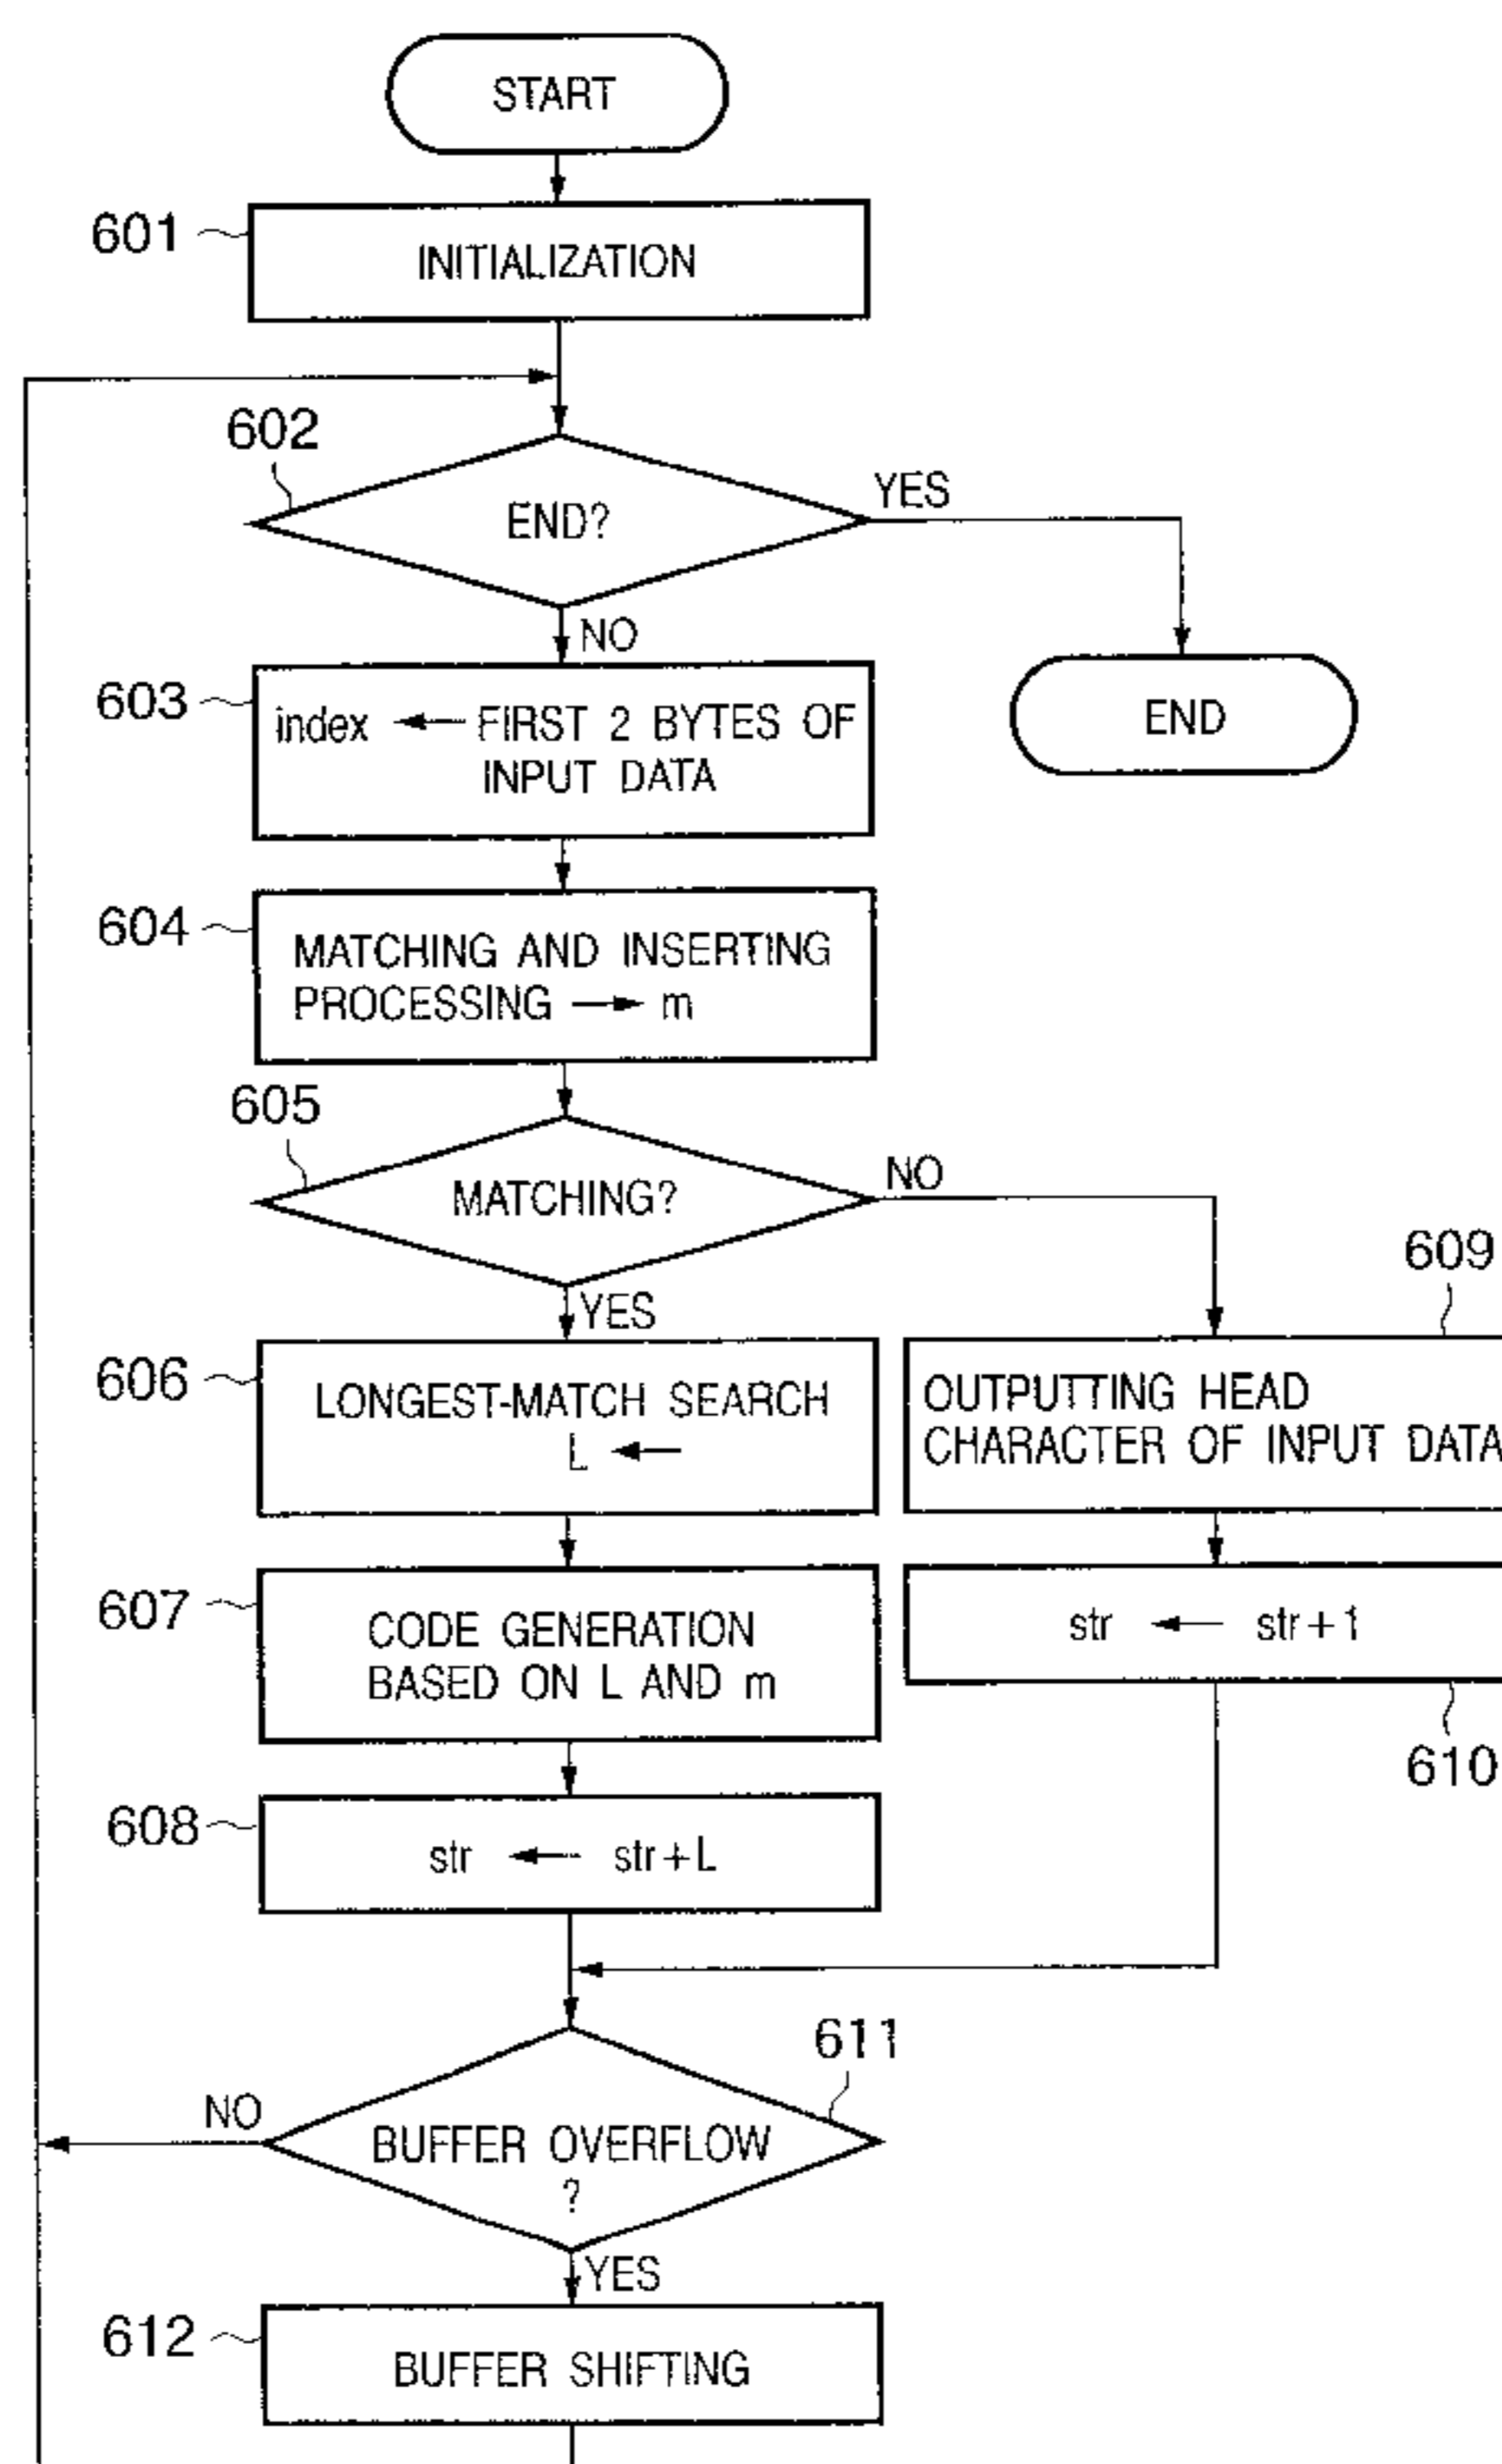 START
601
INITIALIZATION
602
END?
YES
NO
603
index ← FIRST 2 BYTES OF
INPUT DATA
END
604
MATCHING AND INSERTING
PROCESSING → m
605
MATCHING?
NO
YES
609
606
LONGEST-MATCH SEARCH
L ←
OUTPUTTING HEAD
CHARACTER OF INPUT DATA
607
CODE GENERATION
BASED ON L AND m
str ← str+1
610
608
str ← str+L
611
NO
BUFFER OVERFLOW
?
YES
612
BUFFER SHIFTING